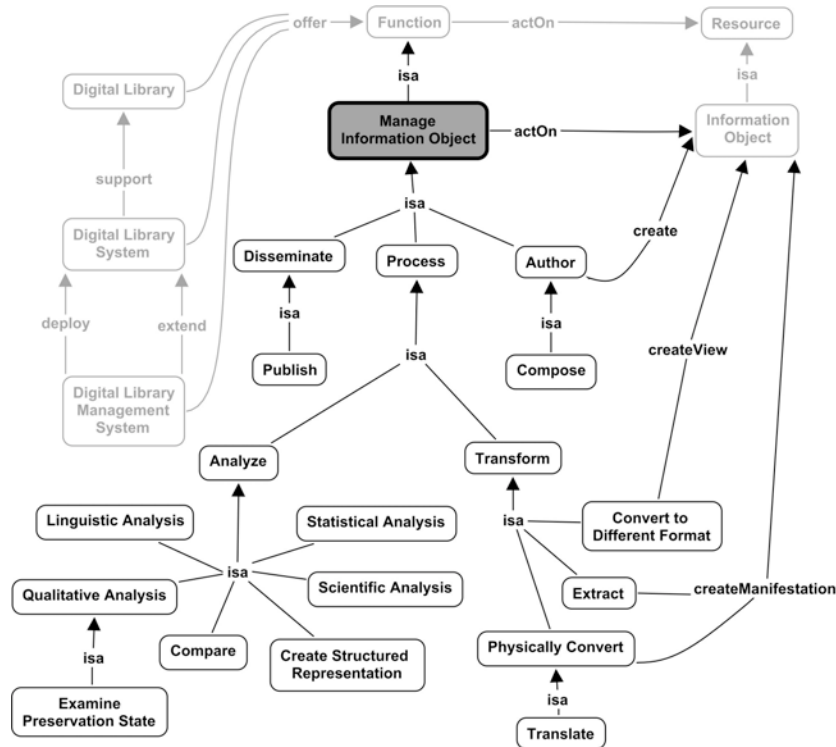 offer
Function
actOn
Resource
isa
isa
Digital Library
Manage
Information Object
actOn
Information
Object
support
isa
create
Digital Library
System
Disseminate
Process
Author
deploy
extend
isa
isa
createView
isa
Publish
Compose
Digital Library
Management
System
Analyze
Transform
Linguistic Analysis
Statistical Analysis
isa
Convert to
Different Format
isa
Qualitative Analysis
Scientific Analysis
Extract
createManifestation
isa
Compare
Create Structured
Representation
Physically Convert
Examine
Preservation State
isa
Translate